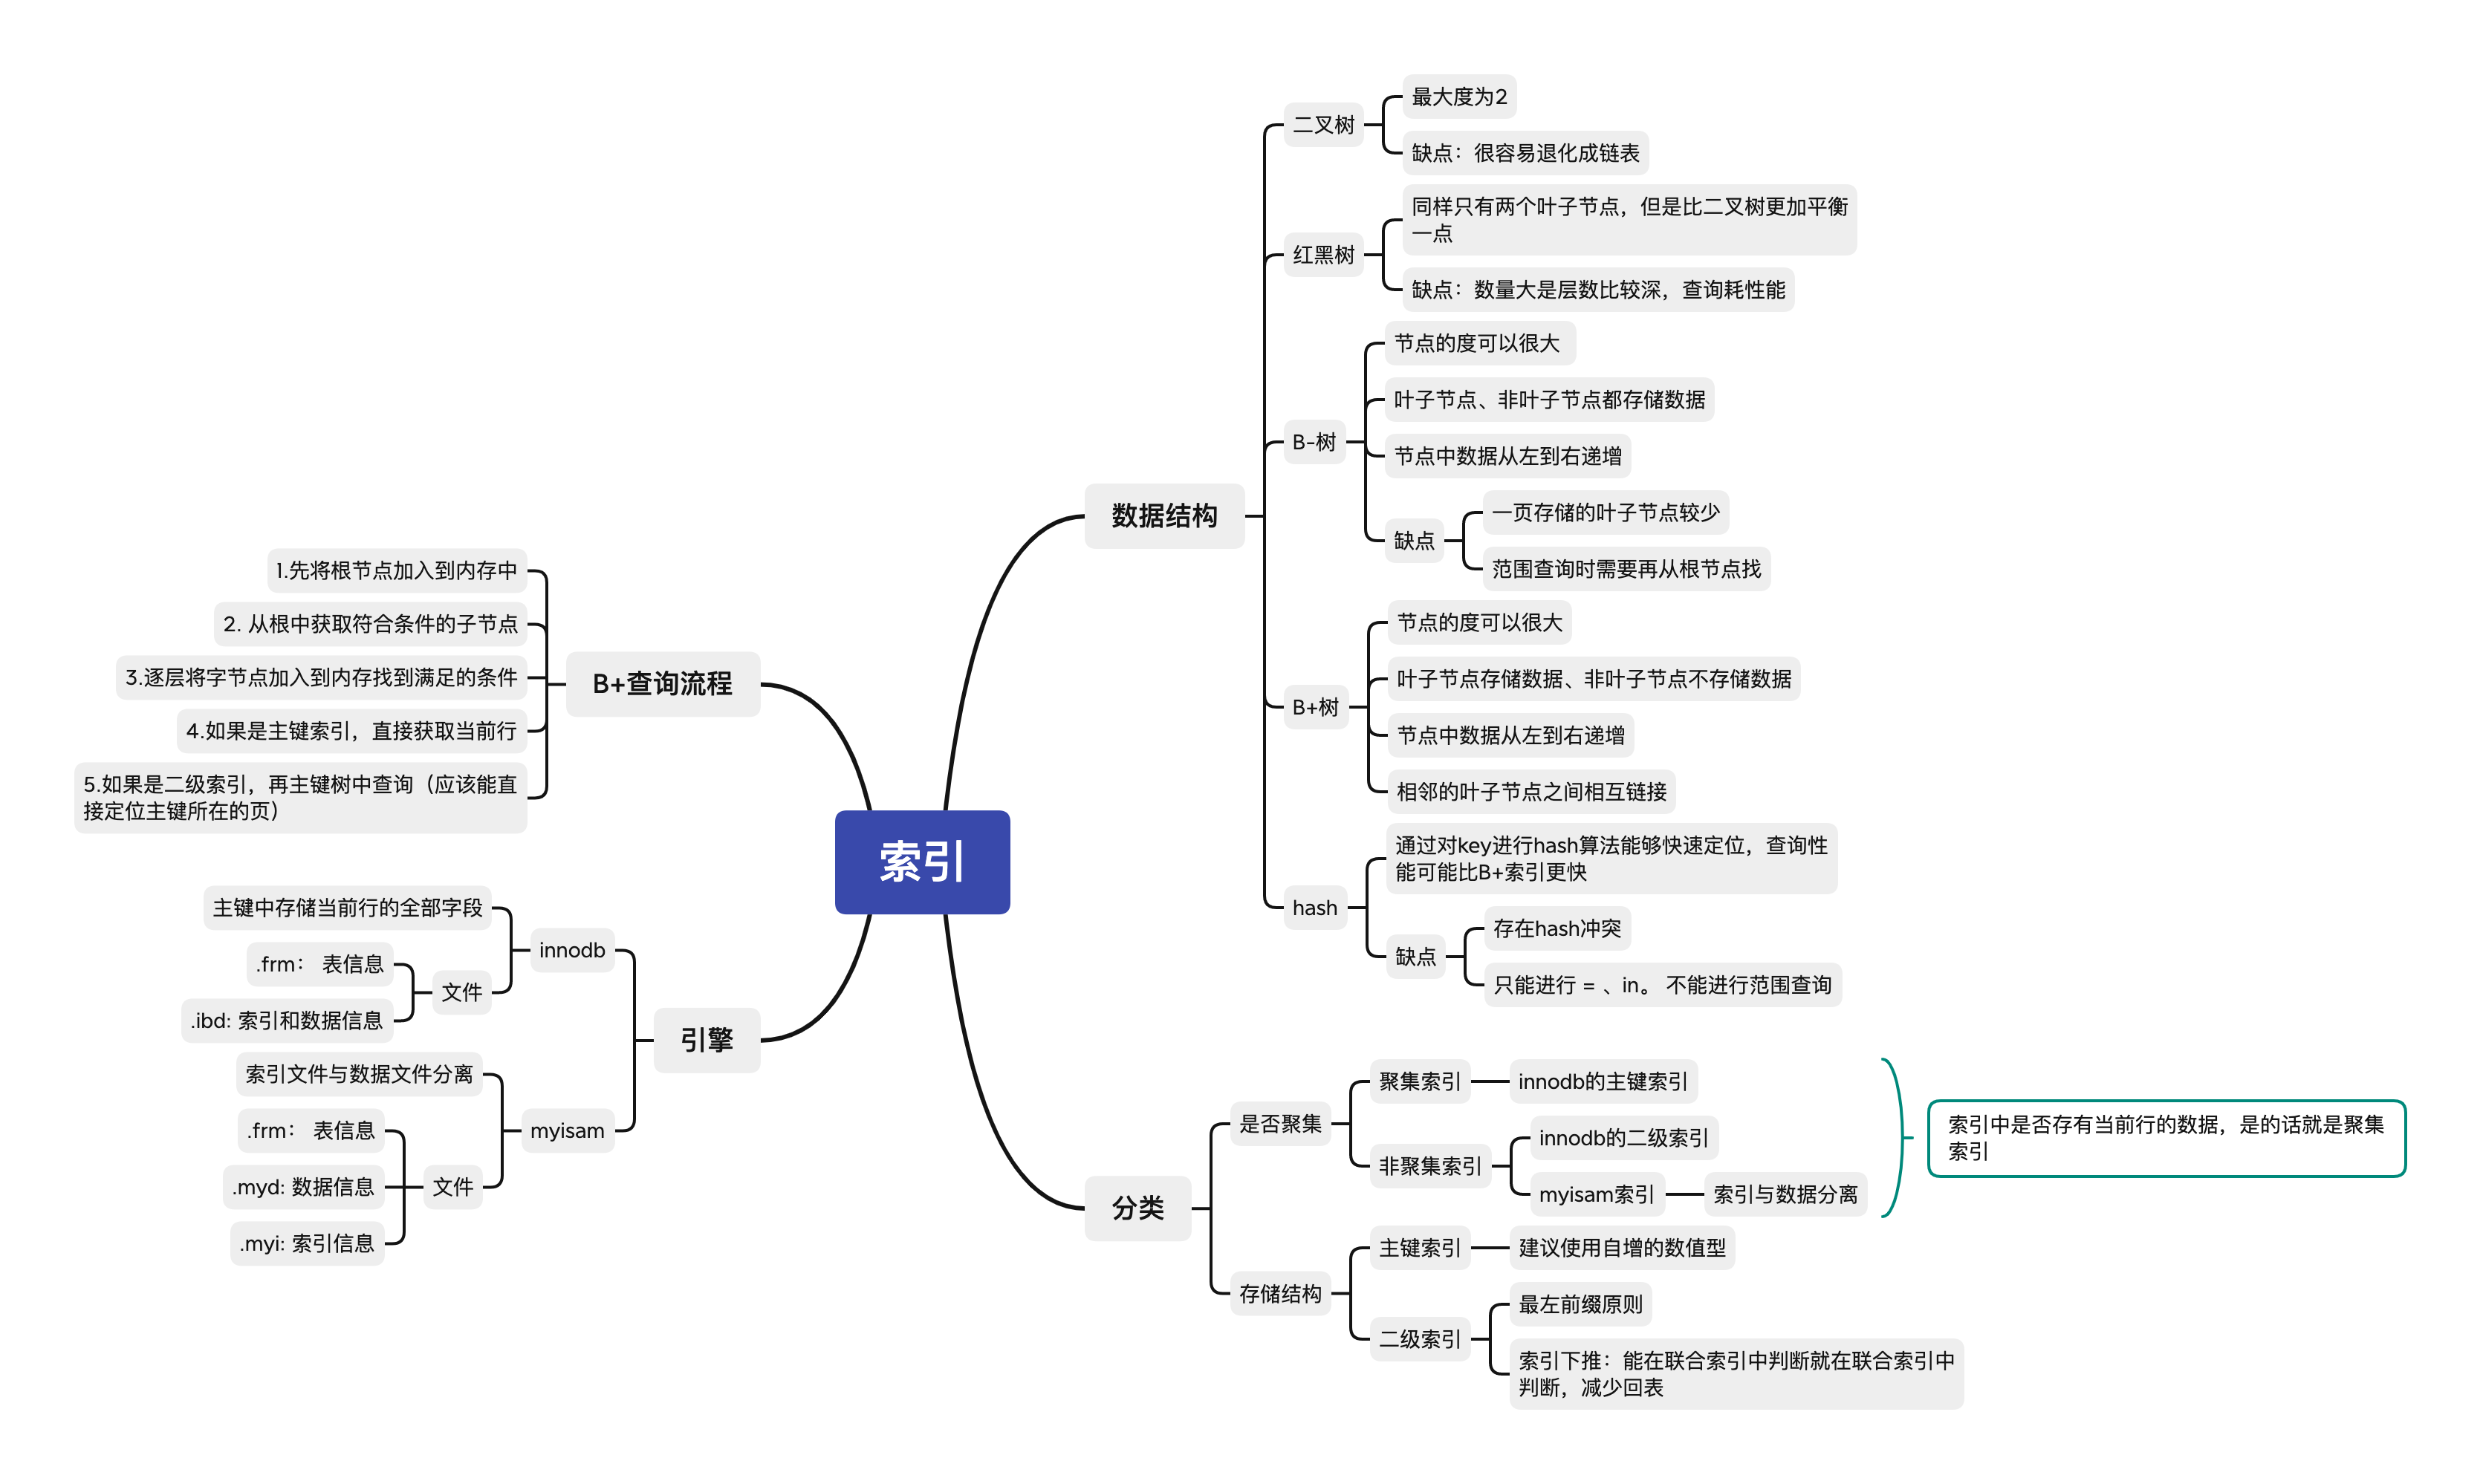 索引
数据结构
二叉树
最大度为2
缺点：很容易退化成链表
红黑树
同样只有两个叶子节点，但是比二叉树更加平衡
一点
缺点：数量大是层数比较深，查询耗性能
B-树
节点的度可以很大
叶子节点、非叶子节点都存储数据
节点中数据从左到右递增
缺点
一页存储的叶子节点较少
范围查询时需要再从根节点找
B+树
节点的度可以很大
叶子节点存储数据、非叶子节点不存储数据
节点中数据从左到右递增
相邻的叶子节点之间相互链接
hash
通过对key进行hash算法能够快速定位，查询性
能可能比B+索引更快
缺点
存在hash冲突
只能进行 = 、in。 不能进行范围查询
分类
是否聚集
聚集索引
innodb的主键索引
非聚集索引
innodb的二级索引
myisam索引
索引与数据分离
索引中是否存有当前行的数据，是的话就是聚集
索引
存储结构
主键索引
建议使用自增的数值型
二级索引
最左前缀原则
索引下推：能在联合索引中判断就在联合索引中
判断，减少回表
B+查询流程
1.先将根节点加入到内存中
2. 从根中获取符合条件的子节点
3.逐层将字节点加入到内存找到满足的条件
4.如果是主键索引，直接获取当前行
5.如果是二级索引，再主键树中查询（应该能直
接定位主键所在的页）
引擎
innodb
主键中存储当前行的全部字段
文件
.frm： 表信息
.ibd: 索引和数据信息
myisam
索引文件与数据文件分离
文件
.frm： 表信息
.myd: 数据信息
.myi: 索引信息